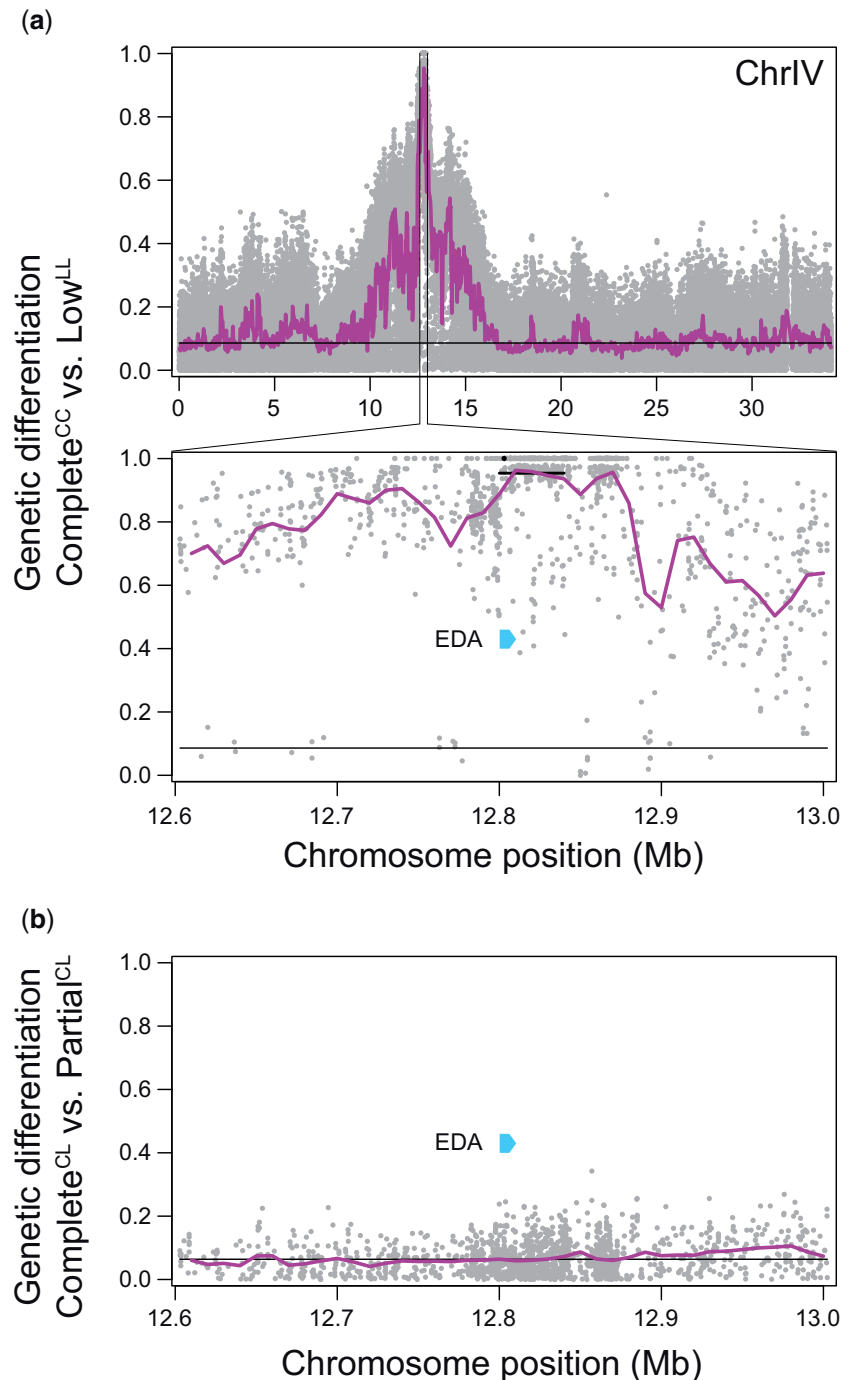 (a)
Genetic differentiation
Complete^CC vs. Low^LL
ChrIV
1.0
0.8
0.6
0.4
0.2
0.0
0 5 10 15 20 25 30
1.0
0.8
0.6
0.4
0.2
0.0
EDA
12.6 12.7 12.8 12.9 13.0
Chromosome position (Mb)
(b)
Genetic differentiation
Complete^CL vs. Partial^CL
1.0
0.8
0.6
0.4
0.2
0.0
EDA
12.6 12.7 12.8 12.9 13.0
Chromosome position (Mb)